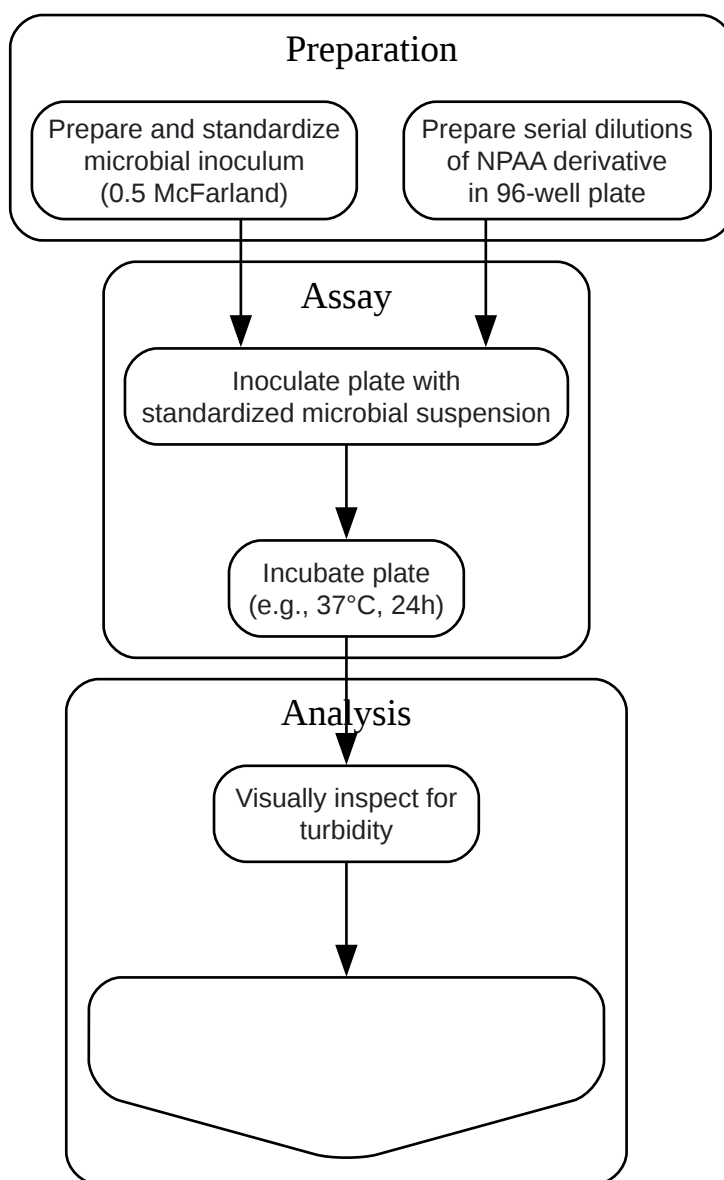 Preparation
Prepare and standardize
microbial inoculum
(0.5 McFarland)
Prepare serial dilutions
of NPAA derivative
in 96-well plate
Assay
Inoculate plate with
standardized microbial suspension
Incubate plate
(e.g., 37°C, 24h)
Analysis
Visually inspect for
turbidity